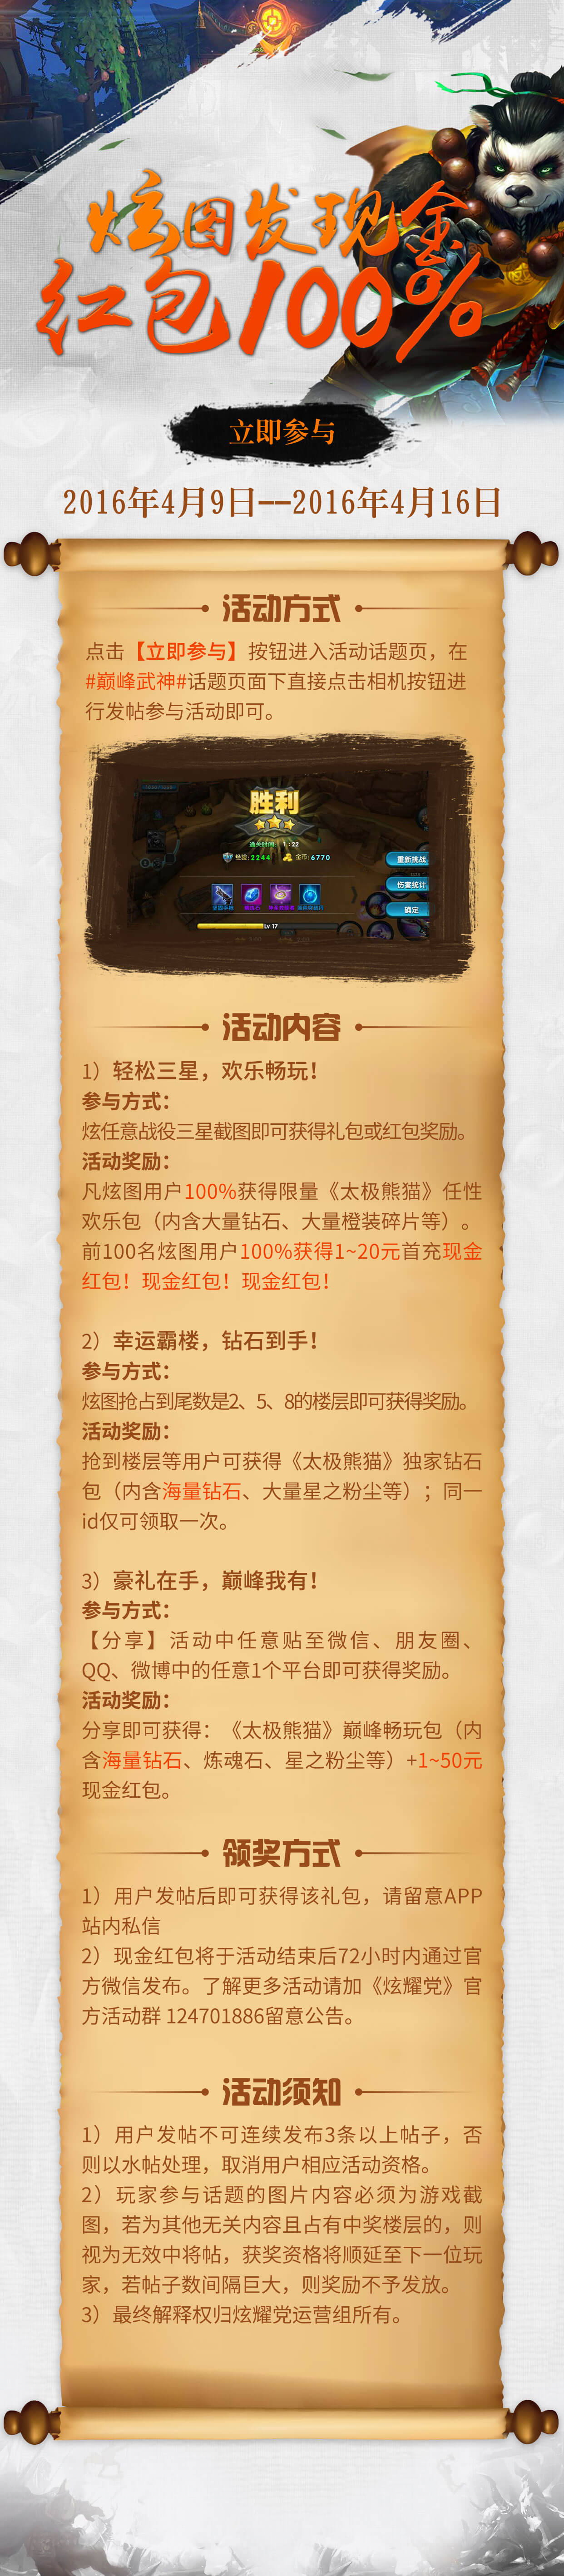 炫图发现金
红包100%
立即参与
2016年4月9日——2016年4月16日
活动方式
点击【立即参与】按钮进入活动话题页，在
#巅峰武神#话题页面下直接点击相机按钮进
行发帖参与活动即可。
胜利
通关时间：1:22
经验:2244 金币:6770
重新挑战
伤害统计
确定
Lv 17
活动内容
1）轻松三星，欢乐畅玩！
参与方式：
炫任意战役三星截图即可获得礼包或红包奖励。
活动奖励：
凡炫图用户100%获得限量《太极熊猫》任性
欢乐包（内含大量钻石、大量橙装碎片等）。
前100名炫图用户100%获得1~20元首充现金
红包！现金红包！现金红包！
2）幸运霸楼，钻石到手！
参与方式：
炫图抢占到尾数是2、5、8的楼层即可获得奖励。
活动奖励：
抢到楼层等用户可获得《太极熊猫》独家钻石
包（内含海量钻石、大量星之粉尘等）；同一
id仅可领取一次。
3）豪礼在手，巅峰我有！
参与方式：
【分享】活动中任意贴至微信、朋友圈、
QQ、微博中的任意1个平台即可获得奖励。
活动奖励：
分享即可获得：《太极熊猫》巅峰畅玩包（内
含海量钻石、炼魂石、星之粉尘等）+1~50元
现金红包。
领奖方式
1）用户发帖后即可获得该礼包，请留意APP
站内私信
2）现金红包将于活动结束后72小时内通过官
方微信发布。了解更多活动请加《炫耀党》官
方活动群 124701886留意公告。
活动须知
1）用户发帖不可连续发布3条以上帖子，否
则以水帖处理，取消用户相应活动资格。
2）玩家参与话题的图片内容必须为游戏截
图，若为其他无关内容且占有中奖楼层的，则
视为无效中将帖，获奖资格将顺延至下一位玩
家，若帖子数间隔巨大，则奖励不予发放。
3）最终解释权归炫耀党运营组所有。